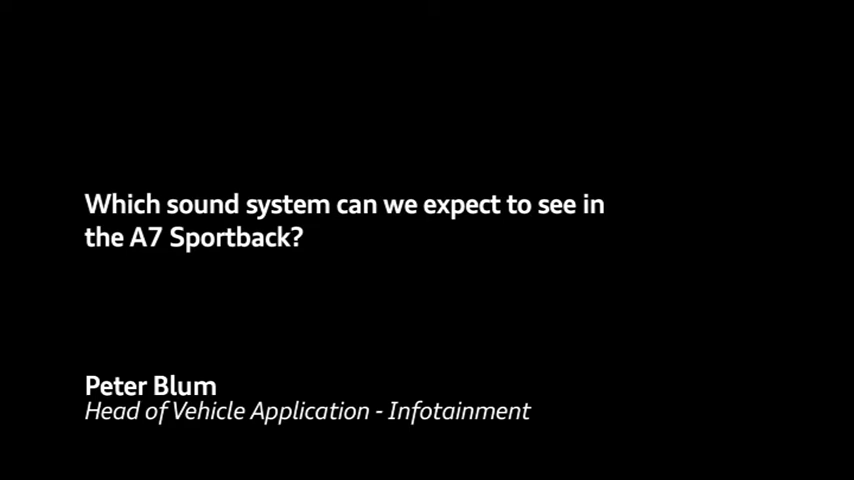 Which sound system can we expect to see in
the A7 Sportback?
Peter Blum
Head of Vehicle Application - Infotainment